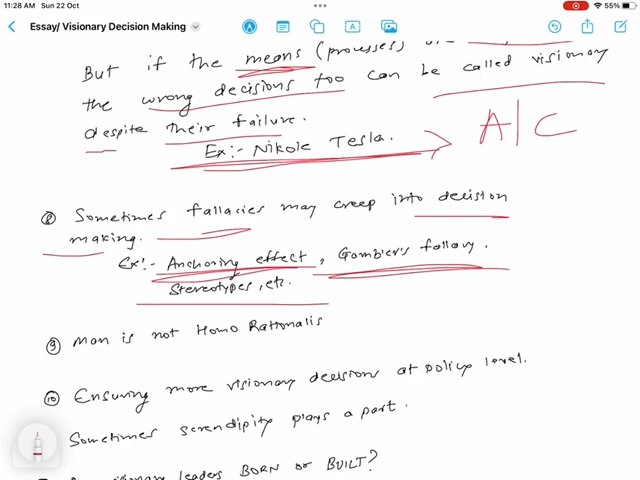 11:28 AM Sun 22 Oct
55%
Essay/ Visionary Decision Making
But if the means (processes)
the wrong decisions too can be called visionary
despite their failure.
Ex:- Nikola Tesla. A|C
⑧ Sometimes fallacies may creep into decision
making.
Ex:- Anchoring effect, Gambler's fallacy.
Stereotypes, etc.
⑨ Man is not Homo Rationalis
⑩ Ensuring more visionary decisions at policy level.
Sometimes serendipity plays a part.
visionary leaders BORN or BUILT?